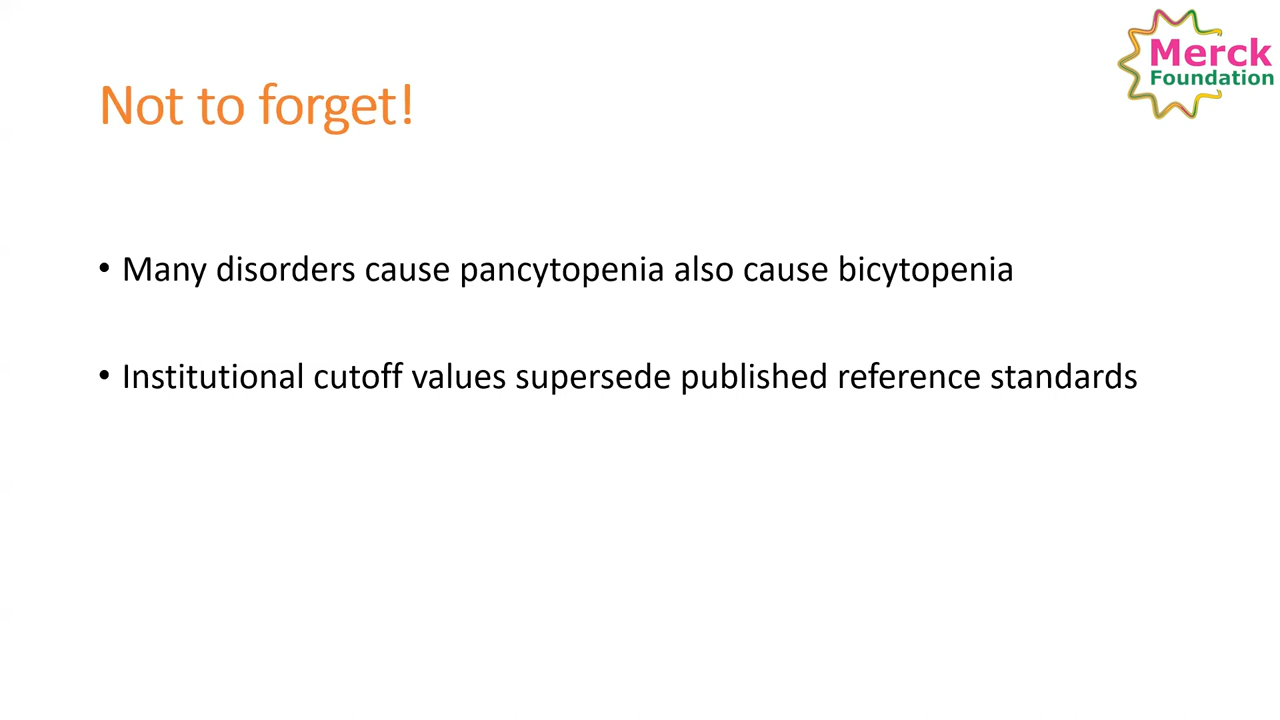 Merck
Foundation
Not to forget!
• Many disorders cause pancytopenia also cause bicytopenia
• Institutional cutoff values supersede published reference standards